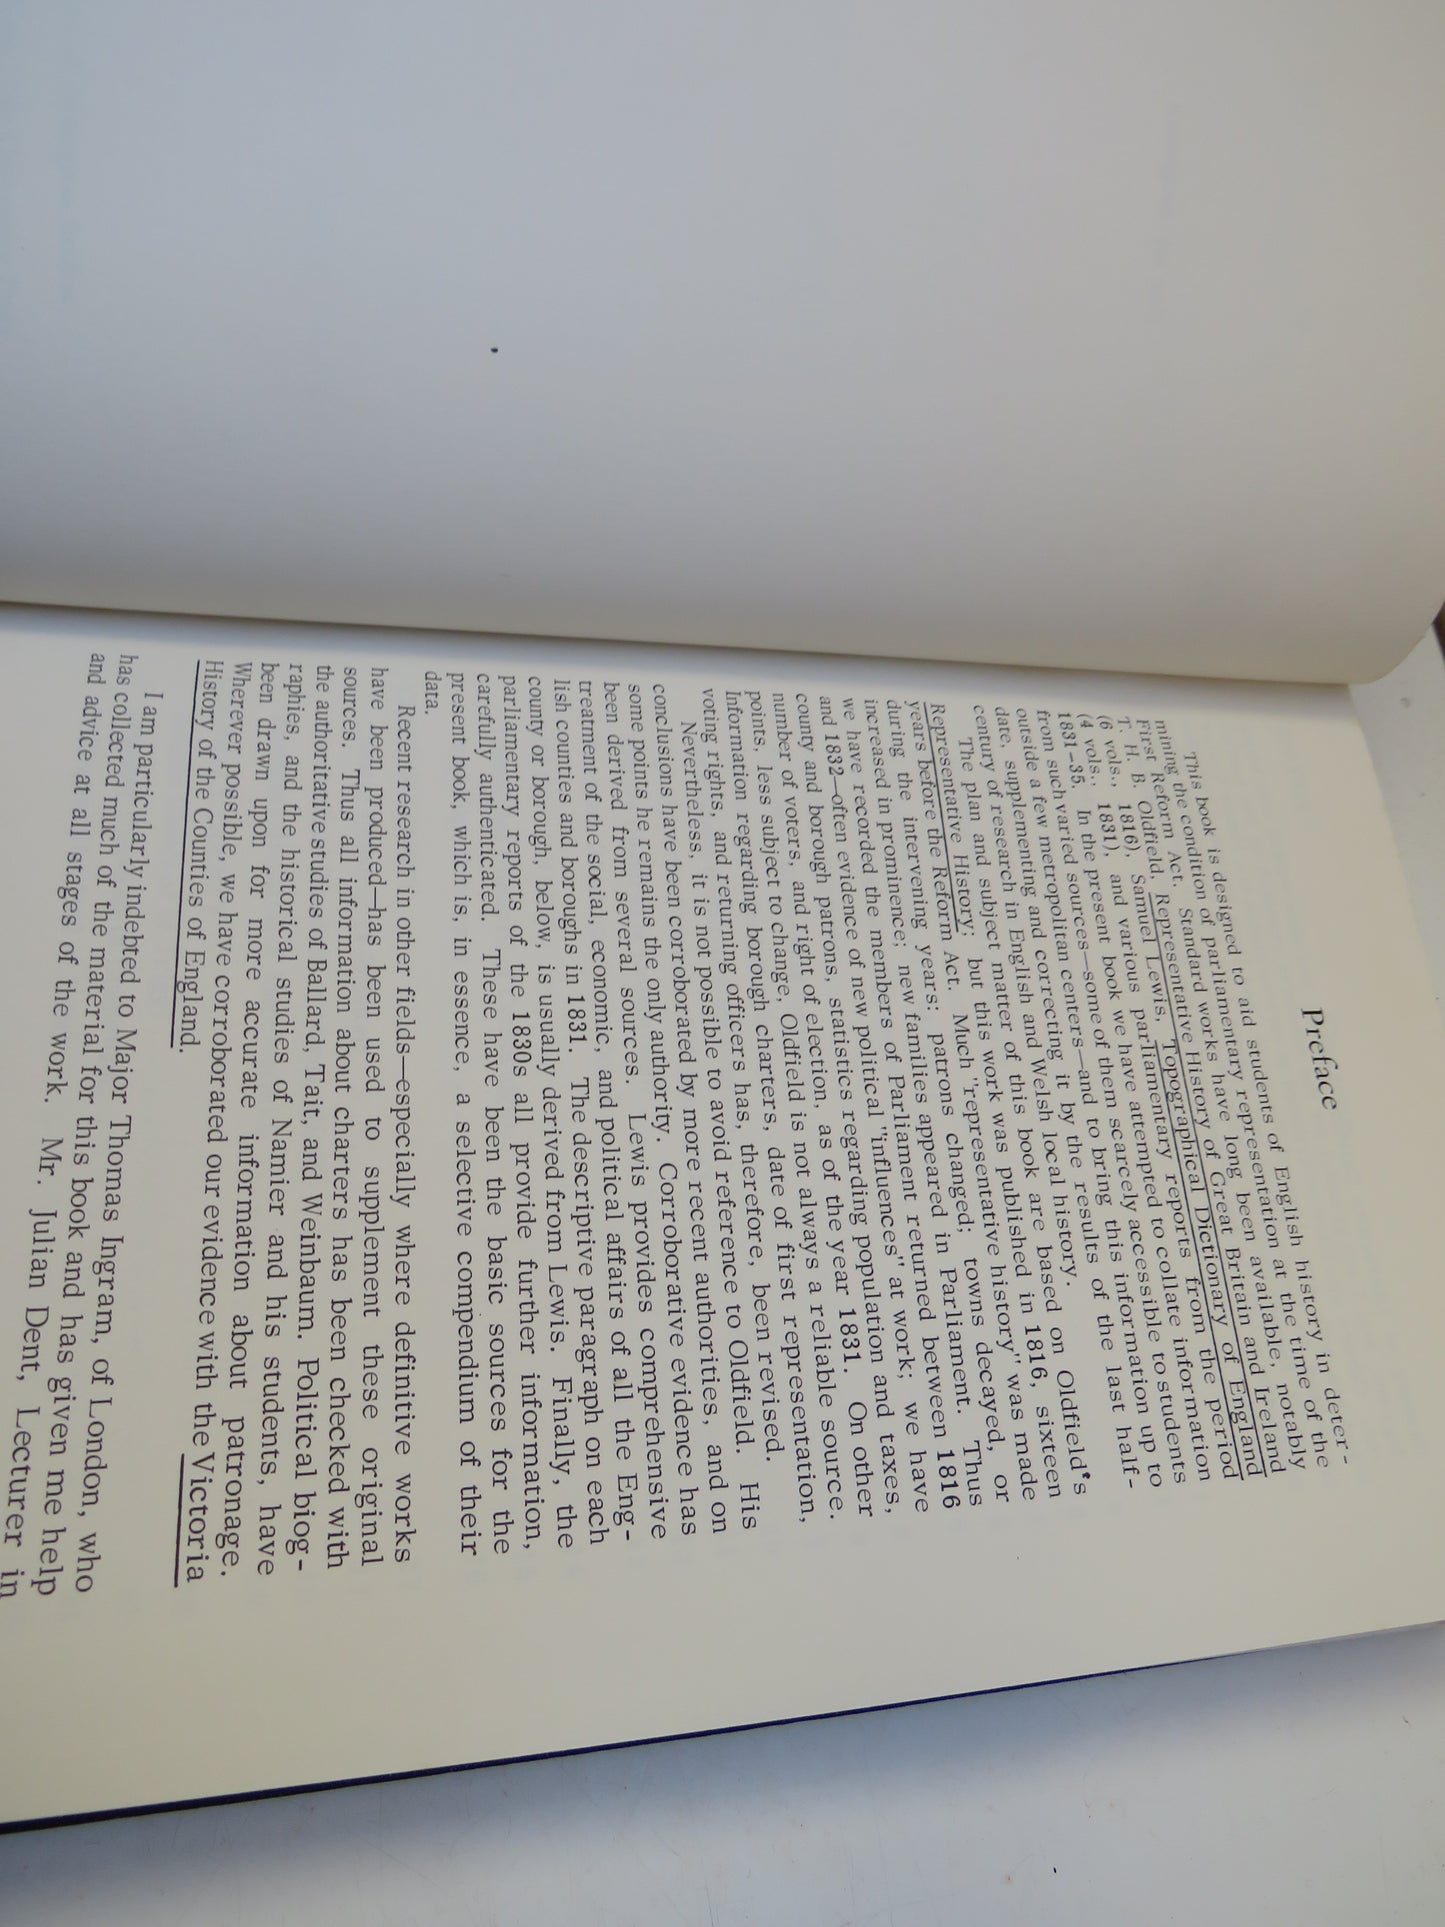 Preface
This book is designed to aid students of English history in deter-
mining the condition of parliamentary representation at the time of the
First Reform Act. Standard works have long been available, notably
T. H. B. Oldfield, Representative History of Great Britain and Ireland
(6 vols., 1816), Samuel Lewis, Topographical Dictionary of England
(4 vols., 1831), and various parliamentary reports from the period
1831-35. In the present book we have attempted to collate information
from such varied sources—some of them scarcely accessible to students
outside a few metropolitan centers—and to bring this information up to
date, supplementing and correcting it by the results of the last half-
century of research in English and Welsh local history.
The plan and subject matter of this book are based on Oldfield's
Representative History; but this work was published in 1816, sixteen
years before the Reform Act. Much "representative history" was made
during the intervening years: patrons changed; towns decayed, or
increased in prominence; new families appeared in Parliament. Thus
we have recorded the members of Parliament returned between 1816
and 1832—often evidence of new political "influences" at work; we have
county and borough patrons, statistics regarding population and taxes,
number of voters, and right of election, as of the year 1831. On other
points, less subject to change, Oldfield is not always a reliable source.
Information regarding borough charters, date of first representation,
voting rights, and returning officers has, therefore, been revised.
Nevertheless, it is not possible to avoid reference to Oldfield. His
conclusions have been corroborated by more recent authorities, and on
some points he remains the only authority. Corroborative evidence has
been derived from several sources. Lewis provides comprehensive
treatment of the social, economic, and political affairs of all the Eng-
lish counties and boroughs in 1831. The descriptive paragraph on each
county or borough, below, is usually derived from Lewis. Finally, the
parliamentary reports of the 1830s all provide further information,
carefully authenticated. These have been the basic sources for the
present book, which is, in essence, a selective compendium of their
data.
Recent research in other fields—especially where definitive works
have been produced—has been used to supplement these original
sources. Thus all information about charters has been checked with
the authoritative studies of Ballard, Tait, and Weinbaum. Political biog-
raphies, and the historical studies of Namier and his students, have
been drawn upon for more accurate information about patronage.
Wherever possible, we have corroborated our evidence with the Victoria
History of the Counties of England.
I am particularly indebted to Major Thomas Ingram, of London, who
has collected much of the material for this book and has given me help
and advice at all stages of the work. Mr. Julian Dent, Lecturer in